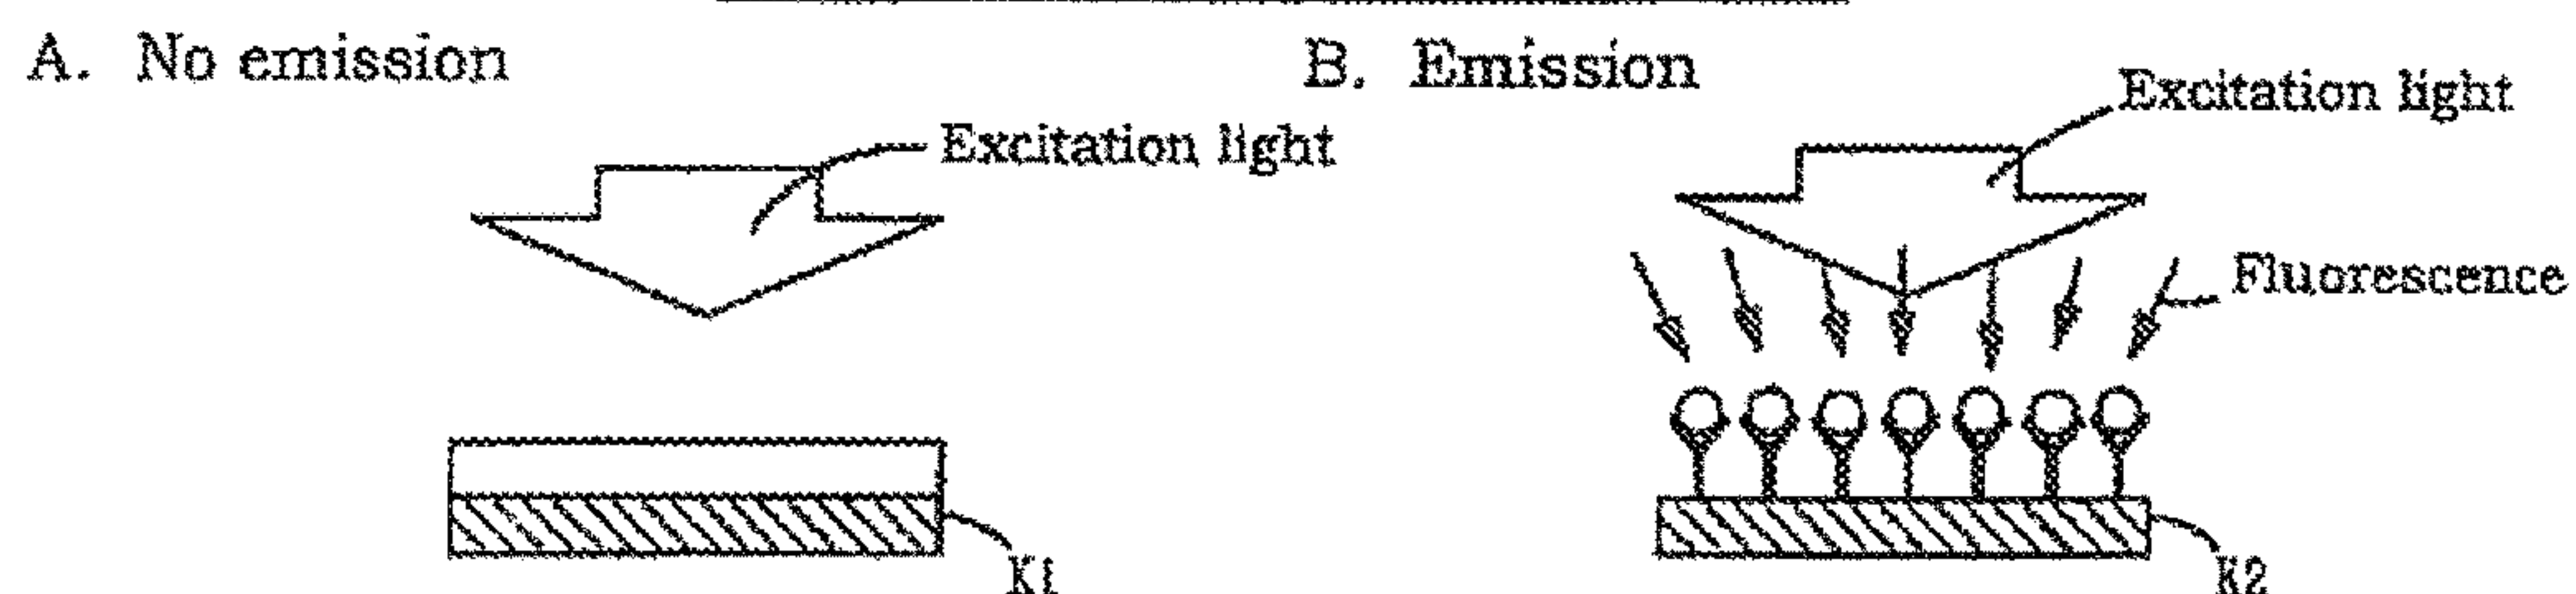 A. No emission
Excitation light
K1
B. Emission
Excitation light
Fluorescence
K2